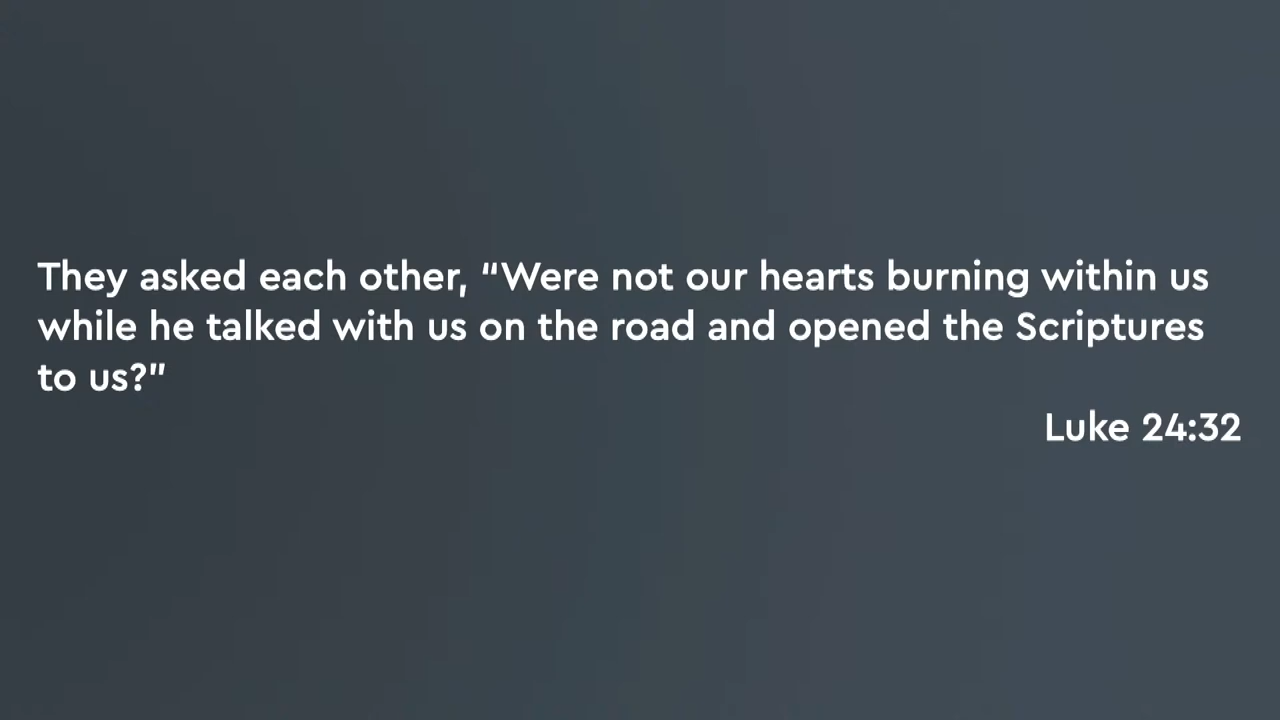 They asked each other, “Were not our hearts burning within us
while he talked with us on the road and opened the Scriptures
to us?”
Luke 24:32